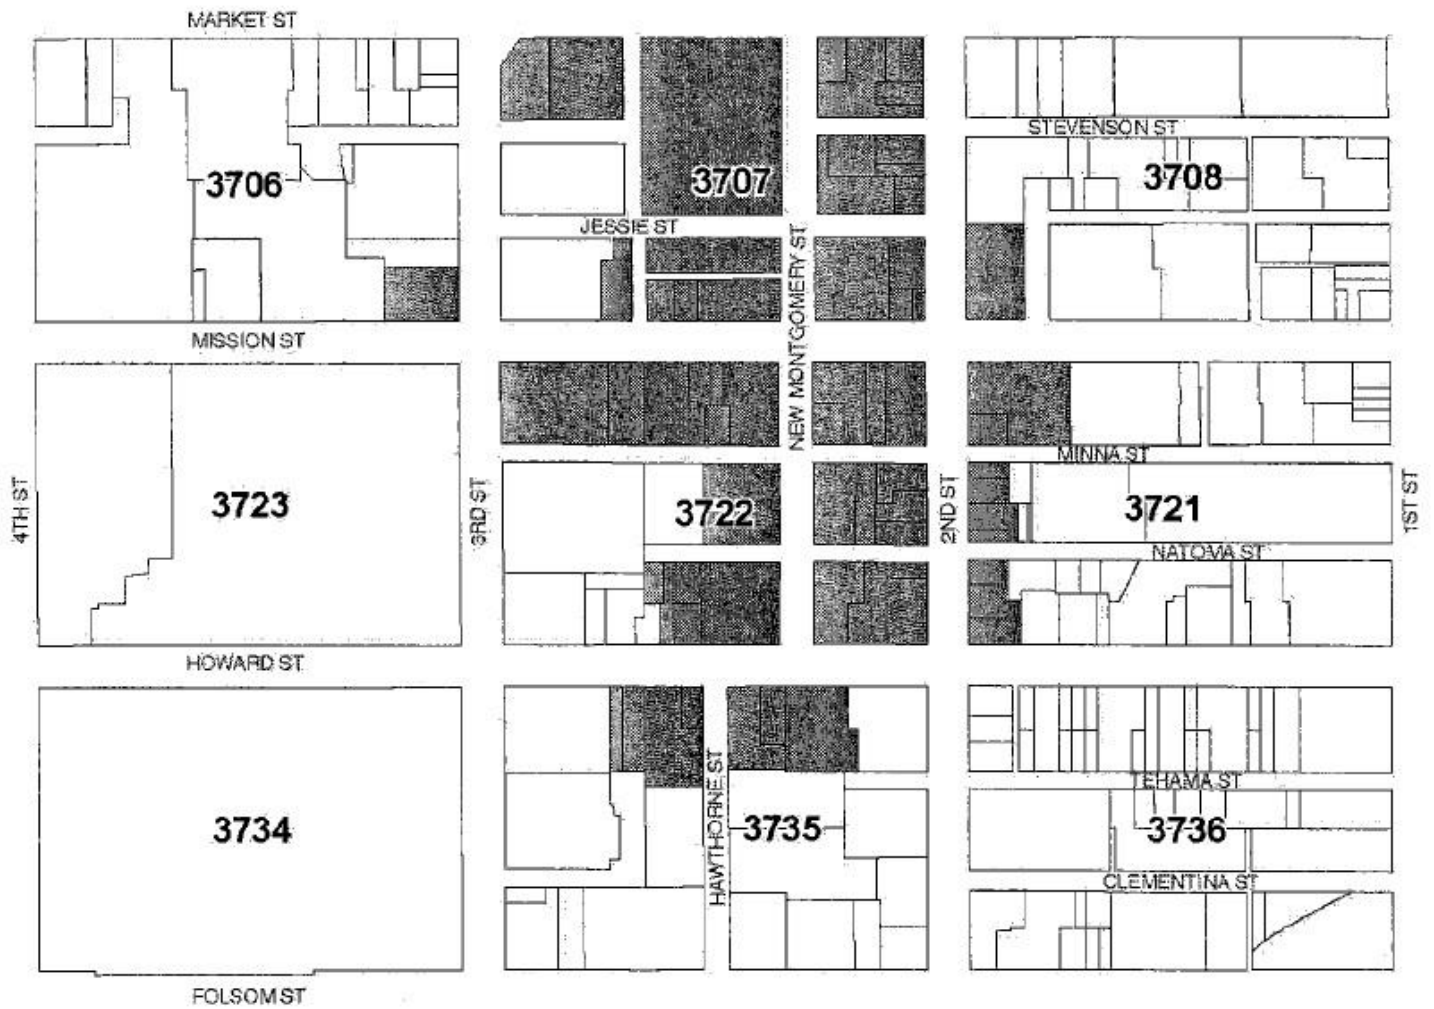 MARKET ST
STEVENSON ST
3706
3707
3708
JESSIE ST
NEW MONTGOMERY ST
MISSION ST
MINNA ST
4TH ST
3723
3RD ST
3722
2ND ST
3721
1ST ST
NATOMA ST
HOWARD ST
HAWTHORNE ST
TEHAMA ST
3734
3735
3736
CLEMENTINA ST
FOLSOM ST